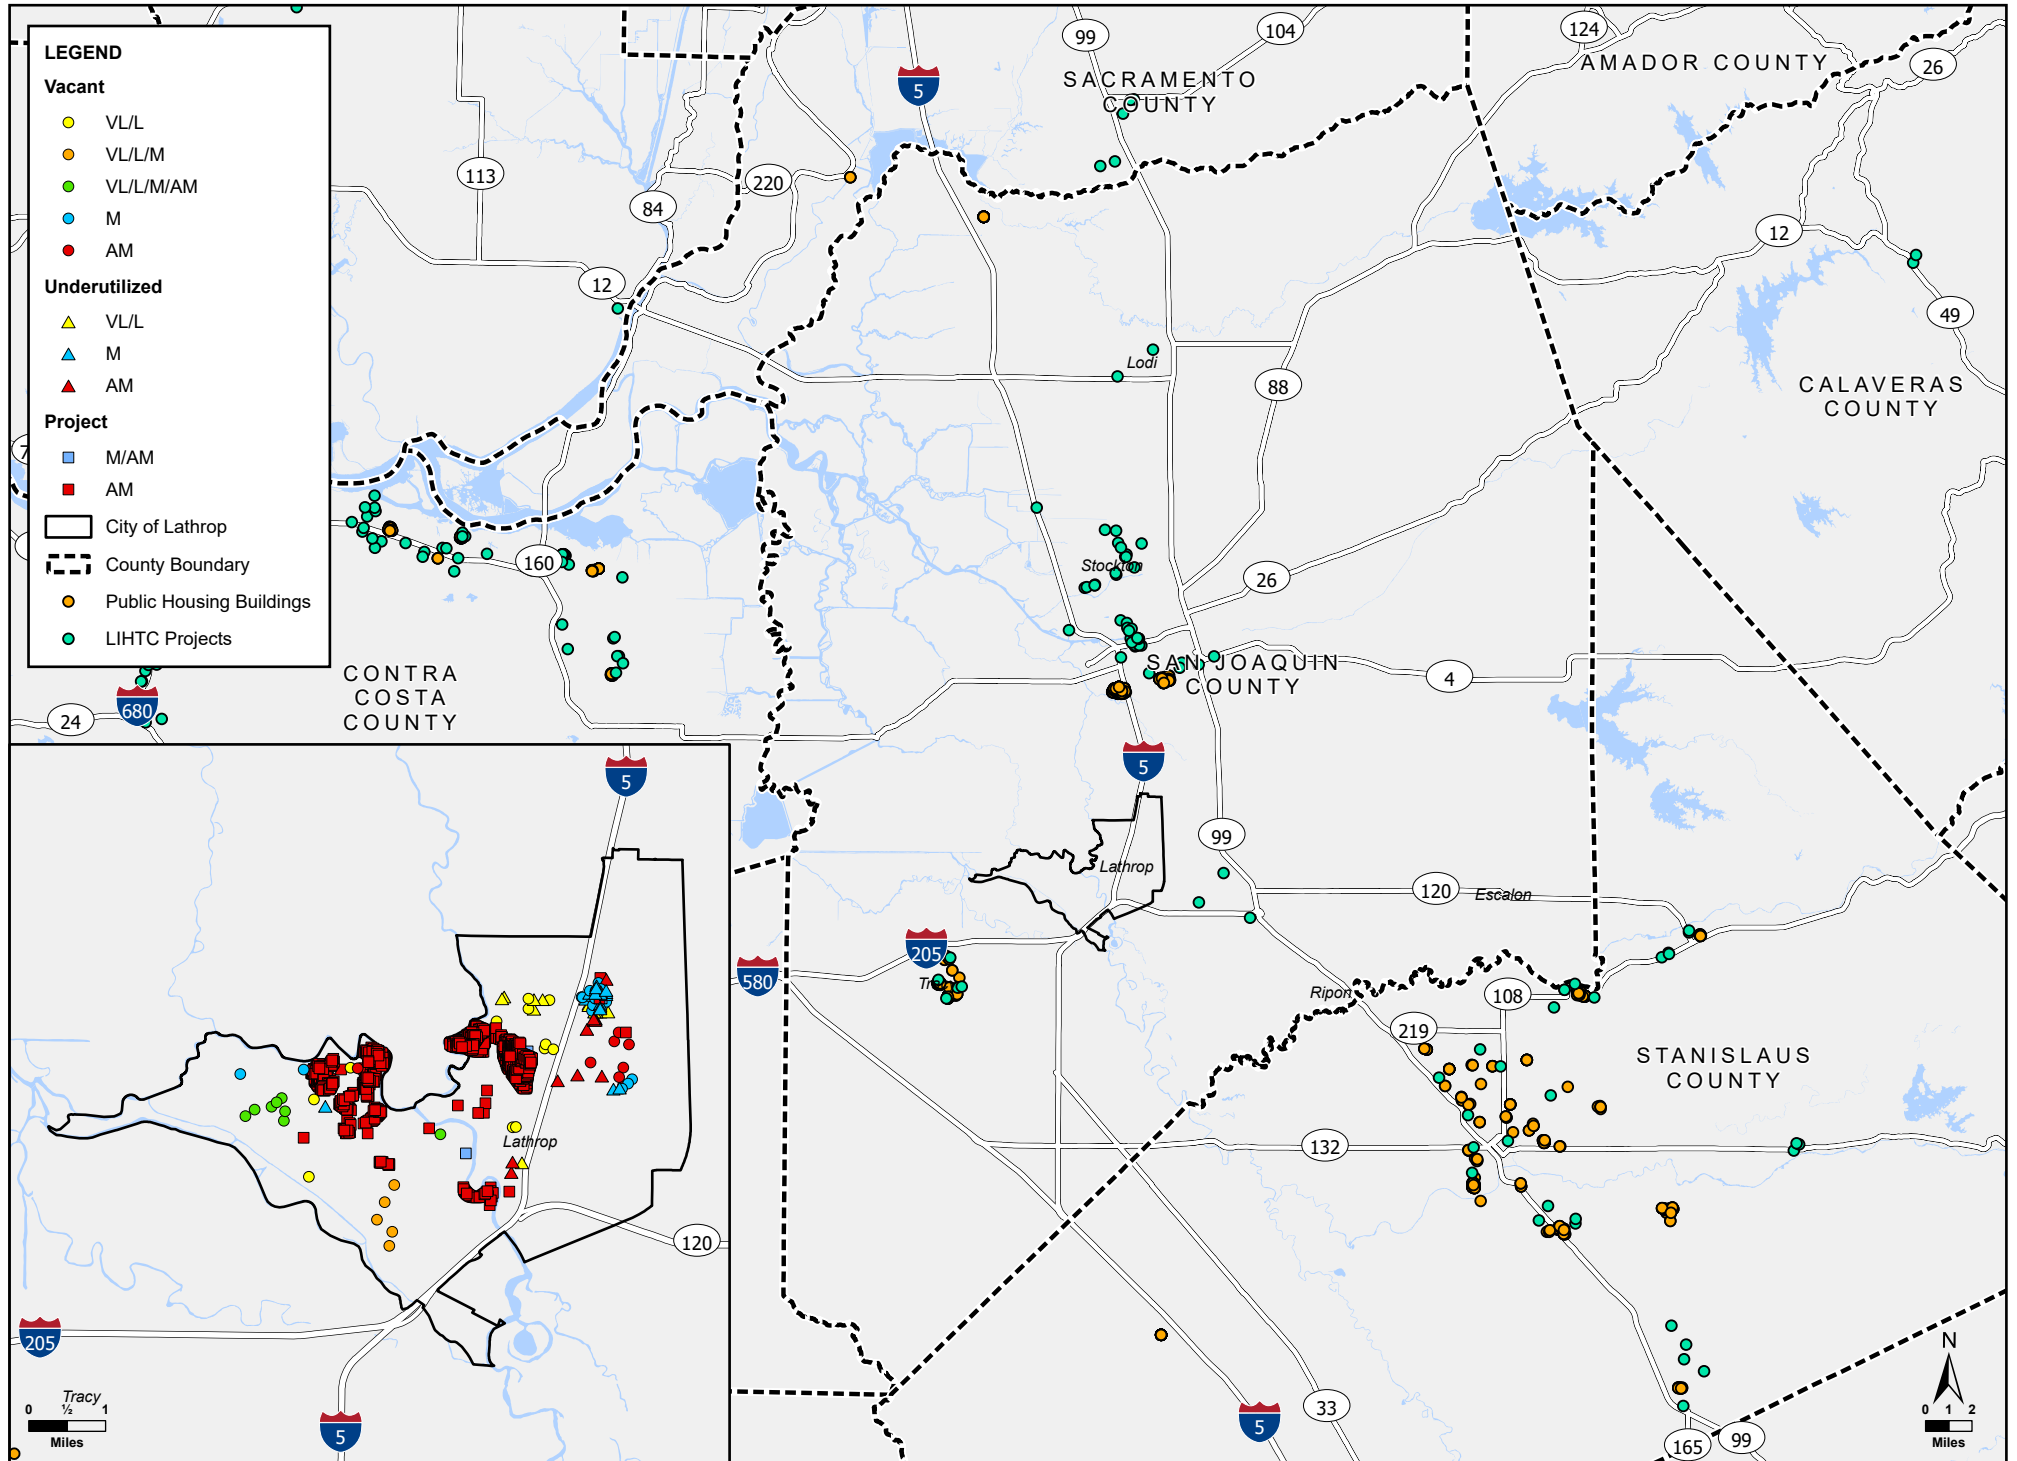 LEGEND
Vacant
VL/L
VL/L/M
VL/L/M/AM
M
AM
Underutilized
VL/L
M
AM
Project
M/AM
AM
City of Lathrop
County Boundary
Public Housing Buildings
LIHTC Projects
99
104
124
26
5
SACRAMENTO
COUNTY
AMADOR COUNTY
113
220
84
12
12
49
Lodi
88
CALAVERAS
COUNTY
160
Stockton
26
CONTRA
COSTA
COUNTY
SAN JOAQUIN
COUNTY
4
680
24
5
99
Lathrop
120
Escalon
205
580
Ripon
108
219
STANISLAUS
COUNTY
132
33
5
165
99
N
0 1 2
Miles
5
Lathrop
120
205
5
Tracy
0 ½ 1
Miles